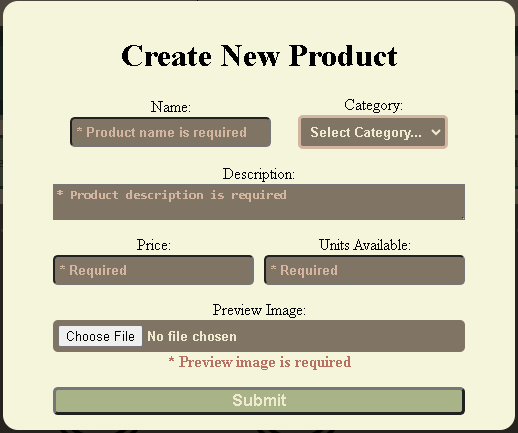 Create New Product
Name: Category:
* Product name is required Select Category...
Description:
* Product description is required
Price: Units Available:
* Required * Required
Preview Image:
Choose File No file chosen
* Preview image is required
Submit